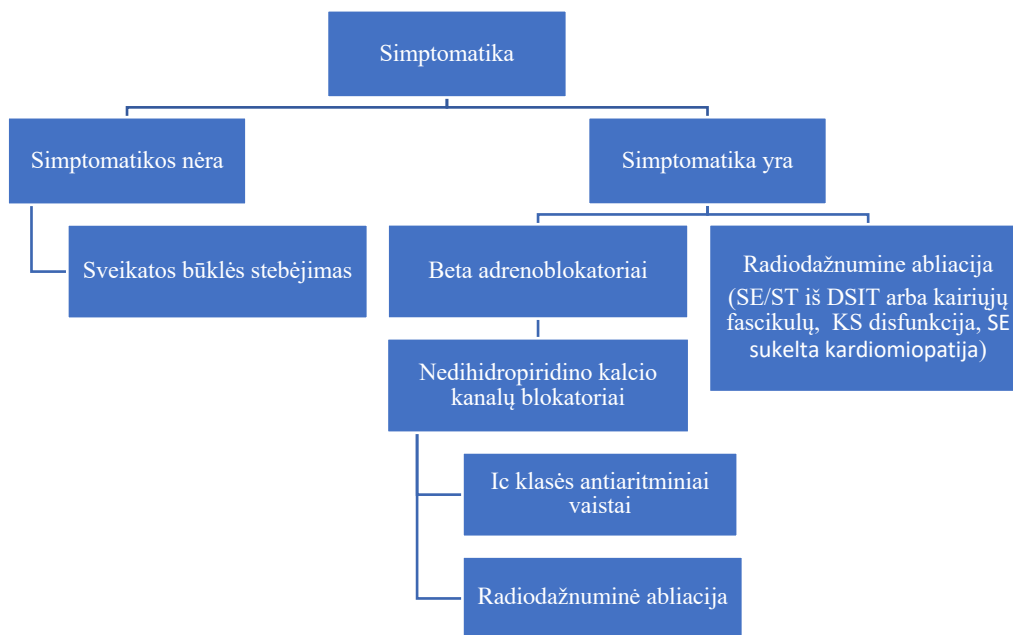 Simptomatika
Simptomatikos nėra
Simptomatika yra
Sveikatos būklės stebėjimas
Beta adrenoblokatoriai
Radiodažnumine abliacija
(SE/ST iš DSIT arba kairiųjų
fascikulų, KS disfunkcija, SE
sukelta kardiomiopatija)
Nedihidropiridino kalcio
kanalų blokatoriai
Ic klasės antiaritminiai
vaistai
Radiodažnuminė abliacija